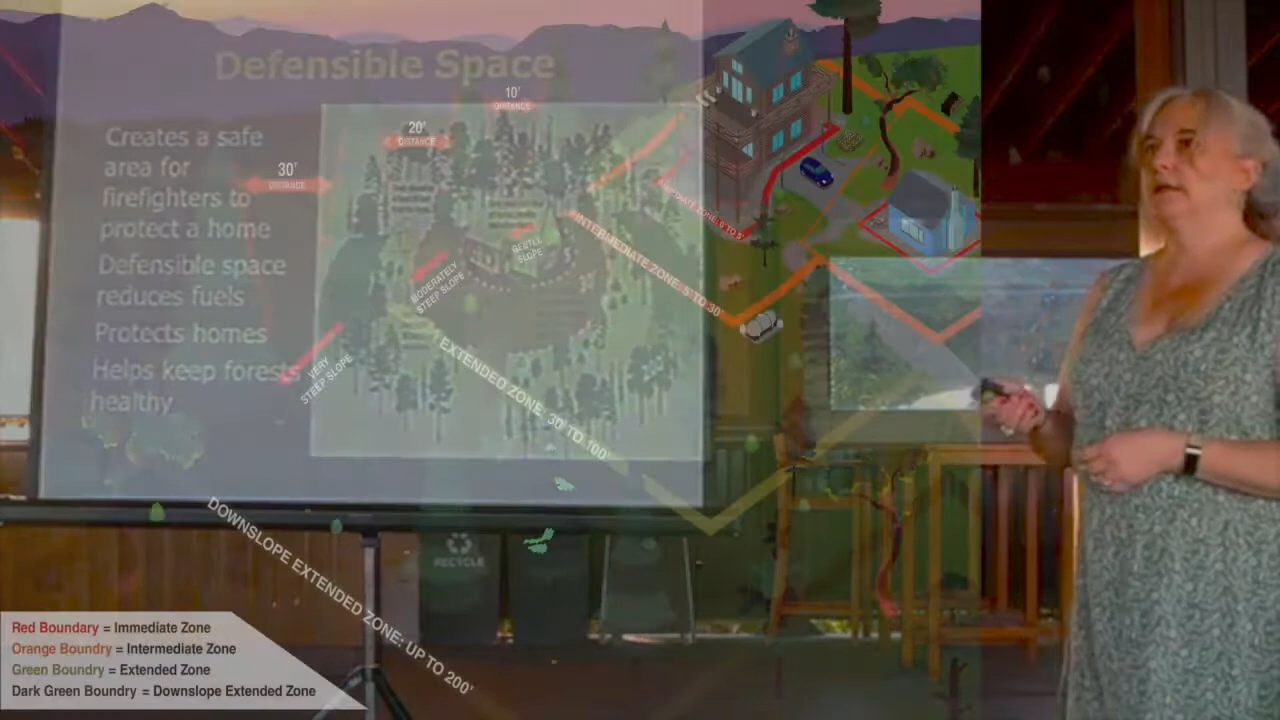 Defensible Space
Creates a safe
area for
firefighters to
protect a home
Defensible space
reduces fuels
Protects homes
Helps keep forests
healthy
10'
DISTANCE
20'
DISTANCE
30'
DISTANCE
GENTLE
SLOPE
MODERATELY
STEEP SLOPE
VERY
STEEP SLOPE
INTERMEDIATE ZONE: 5' TO 30'
EXTENDED ZONE: 30' TO 100'
DOWNSLOPE EXTENDED ZONE: UP TO 200'
RECYCLE
Red Boundary = Immediate Zone
Orange Boundry = Intermediate Zone
Green Boundry = Extended Zone
Dark Green Boundry = Downslope Extended Zone